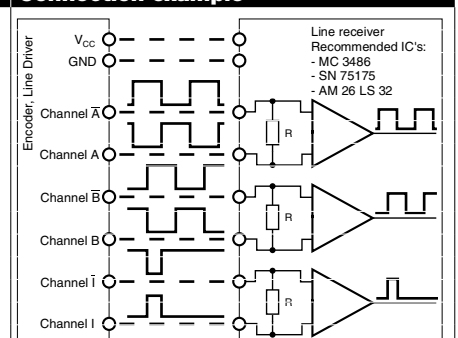 Connection example
Encoder, Line Driver
VCC
GND
Channel A̅
Channel A
Channel B̅
Channel B
Channel I̅
Channel I
Line receiver
Recommended IC's:
- MC 3486
- SN 75175
- AM 26 LS 32
R
R
R